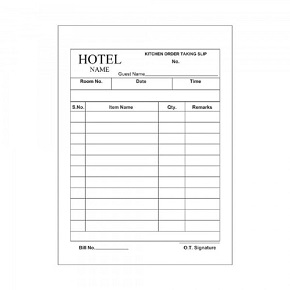 KITCHEN ORDER TAKING SLIP
HOTEL No.
NAME
Guest Name
Room No. Date Time
S.No. Item Name Qty. Remarks
Bill No. O.T. Signature